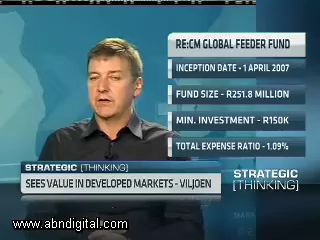 RE:CM GLOBAL FEEDER FUND
INCEPTION DATE - 1 APRIL 2007
FUND SIZE - R251.8 MILLION
MIN. INVESTMENT - R150K
TOTAL EXPENSE RATIO - 1.09%
STRATEGIC [THINKING]
SEES VALUE IN DEVELOPED MARKETS - VILJOEN
STRATEGIC
[THINKING]
www.abndigital.com